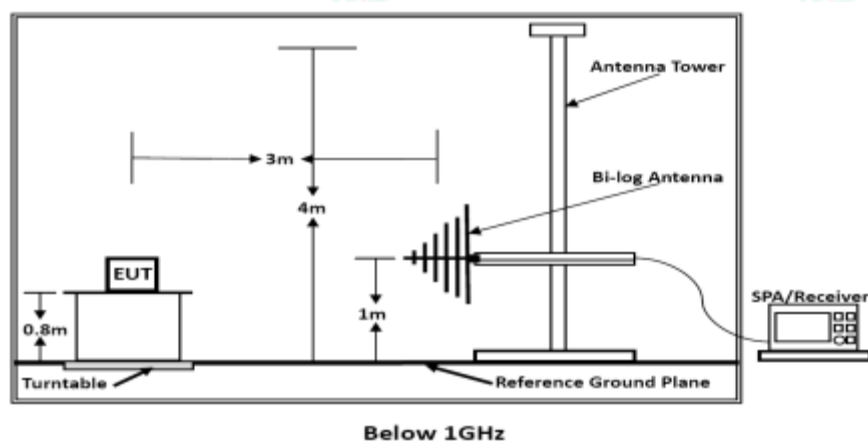 Antenna Tower
3m
Bi-log Antenna
4m
EUT
1m
SPA/Receiver
0.8m
Turntable
Reference Ground Plane
Below 1GHz